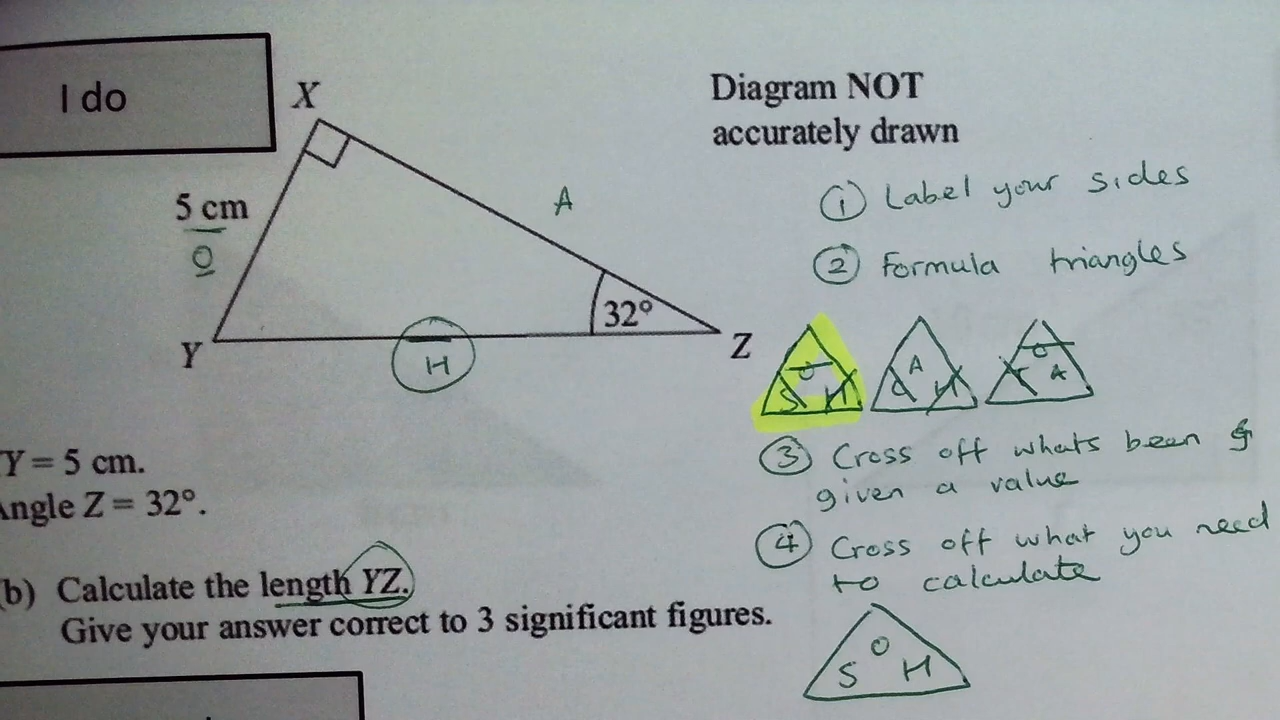 I do
X
Diagram NOT
accurately drawn
5 cm
O
A
① Label your sides
② Formula triangles
32°
Y
H
Z
S O H
C A H
T O A
③ Cross off whats been
given a value
Y = 5 cm.
Angle Z = 32°.
④ Cross off what you need
to calculate
(b) Calculate the length YZ.
Give your answer correct to 3 significant figures.
S O H